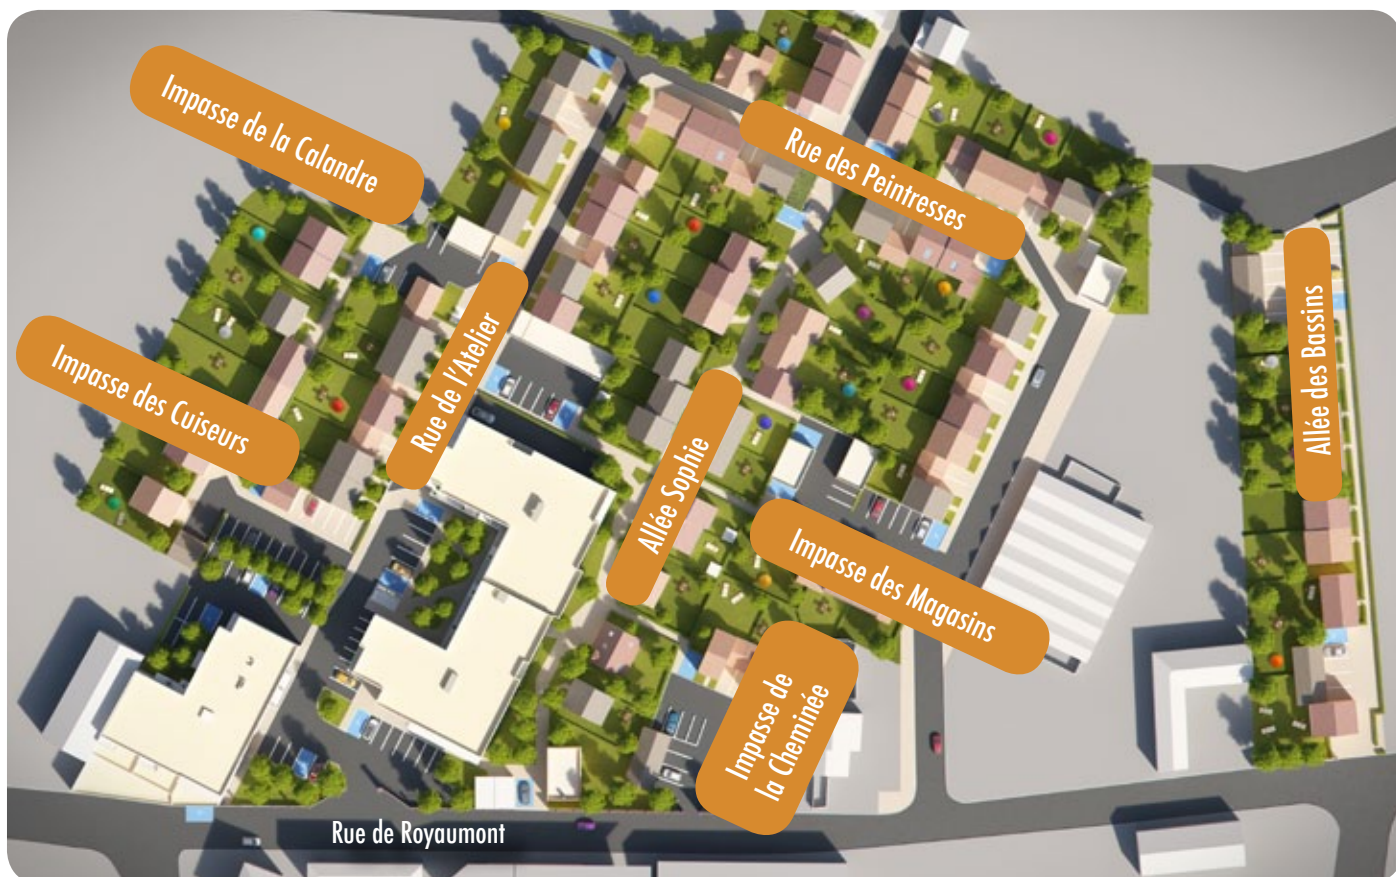 Impasse de la Calandre
Rue des Peintresses
Impasse des Cuiseurs
Rue de l'Atelier
Allée Sophie
Allée des Bassins
Impasse des Magasins
Impasse de
la Cheminée
Rue de Royaumont